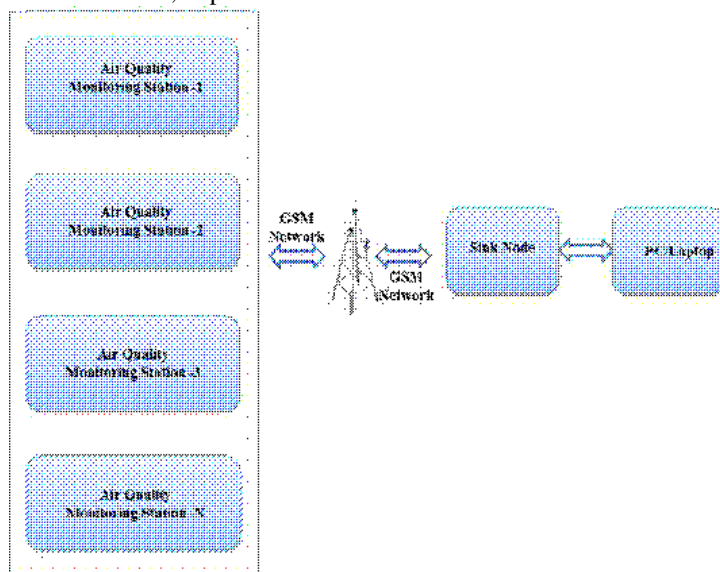 Air Quality
Monitoring Station -1
Air Quality
Monitoring Station -2
Air Quality
Monitoring Station -3
Air Quality
Monitoring Station -N
GSM
Network
GSM
Network
Sink Node
PC/Laptop